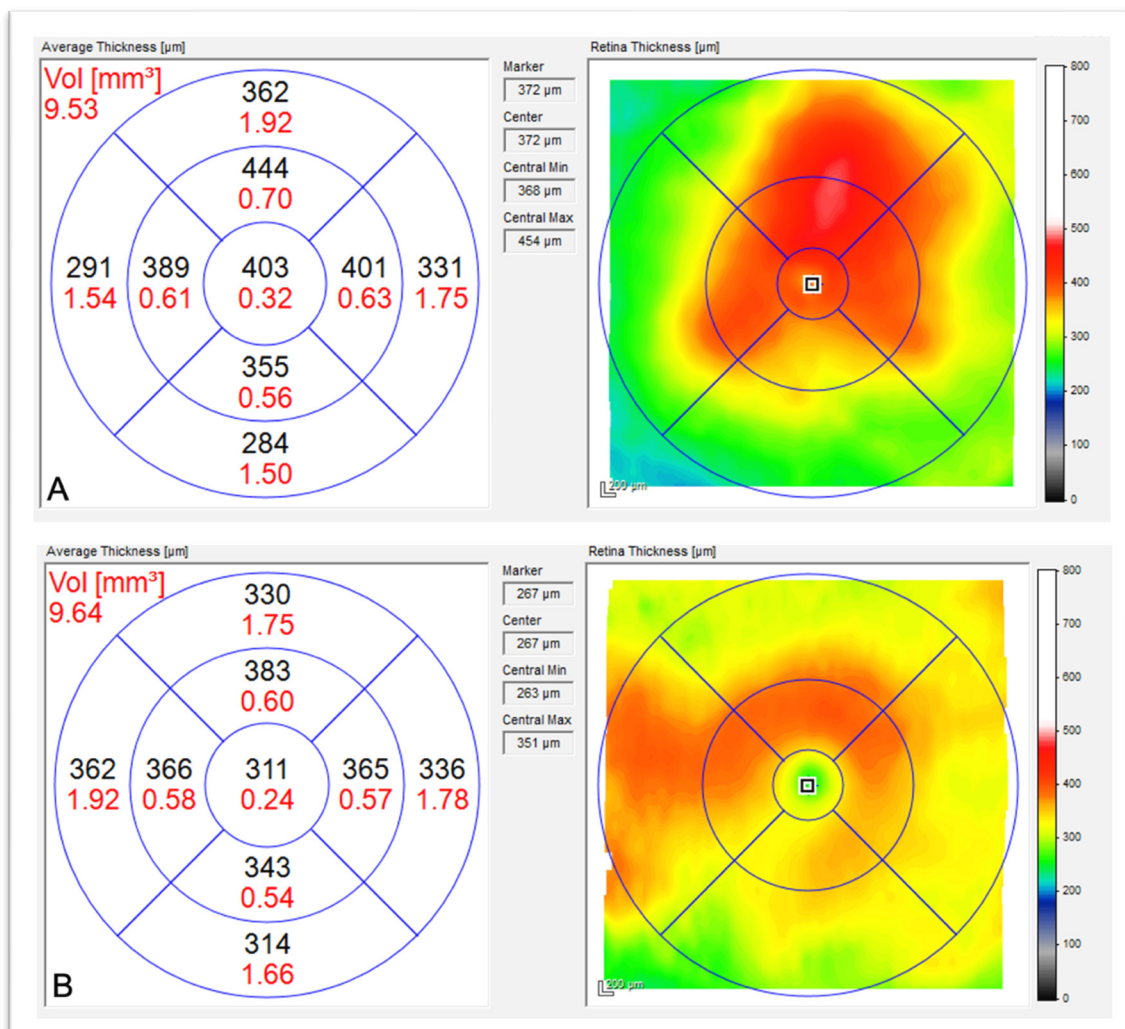 Average Thickness [µm]
Vol [mm³]
9.53
362
1.92
444
0.70
291
389
403
401
331
1.54
0.61
0.32
0.63
1.75
355
0.56
284
1.50
A
Marker
372 µm
Center
372 µm
Central Min
368 µm
Central Max
454 µm
Retina Thickness [µm]
200 µm
800
700
600
500
400
300
200
100
0
Average Thickness [µm]
Vol [mm³]
9.64
330
1.75
383
0.60
362
366
311
365
336
1.92
0.58
0.24
0.57
1.78
343
0.54
314
1.66
B
Marker
267 µm
Center
267 µm
Central Min
263 µm
Central Max
351 µm
Retina Thickness [µm]
200 µm
800
700
600
500
400
300
200
100
0